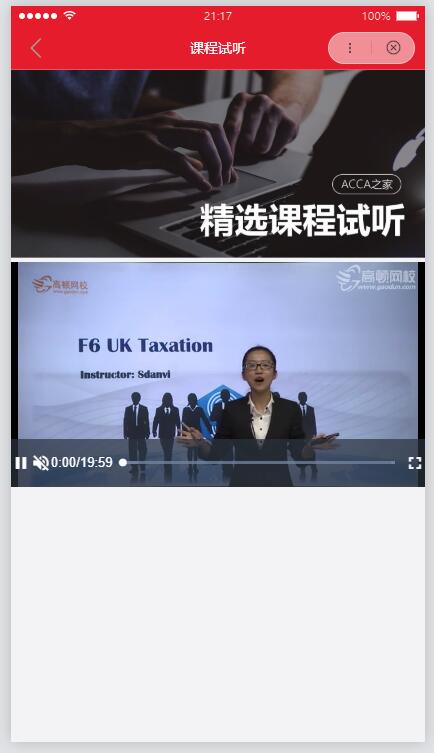 21:17
100%
课程试听
ACCA之家
精选课程试听
高顿网校
www.gaodun.com
高顿网校
www.gaodun.com
F6 UK Taxation
Instructor: Sdanvi
0:00/19:59